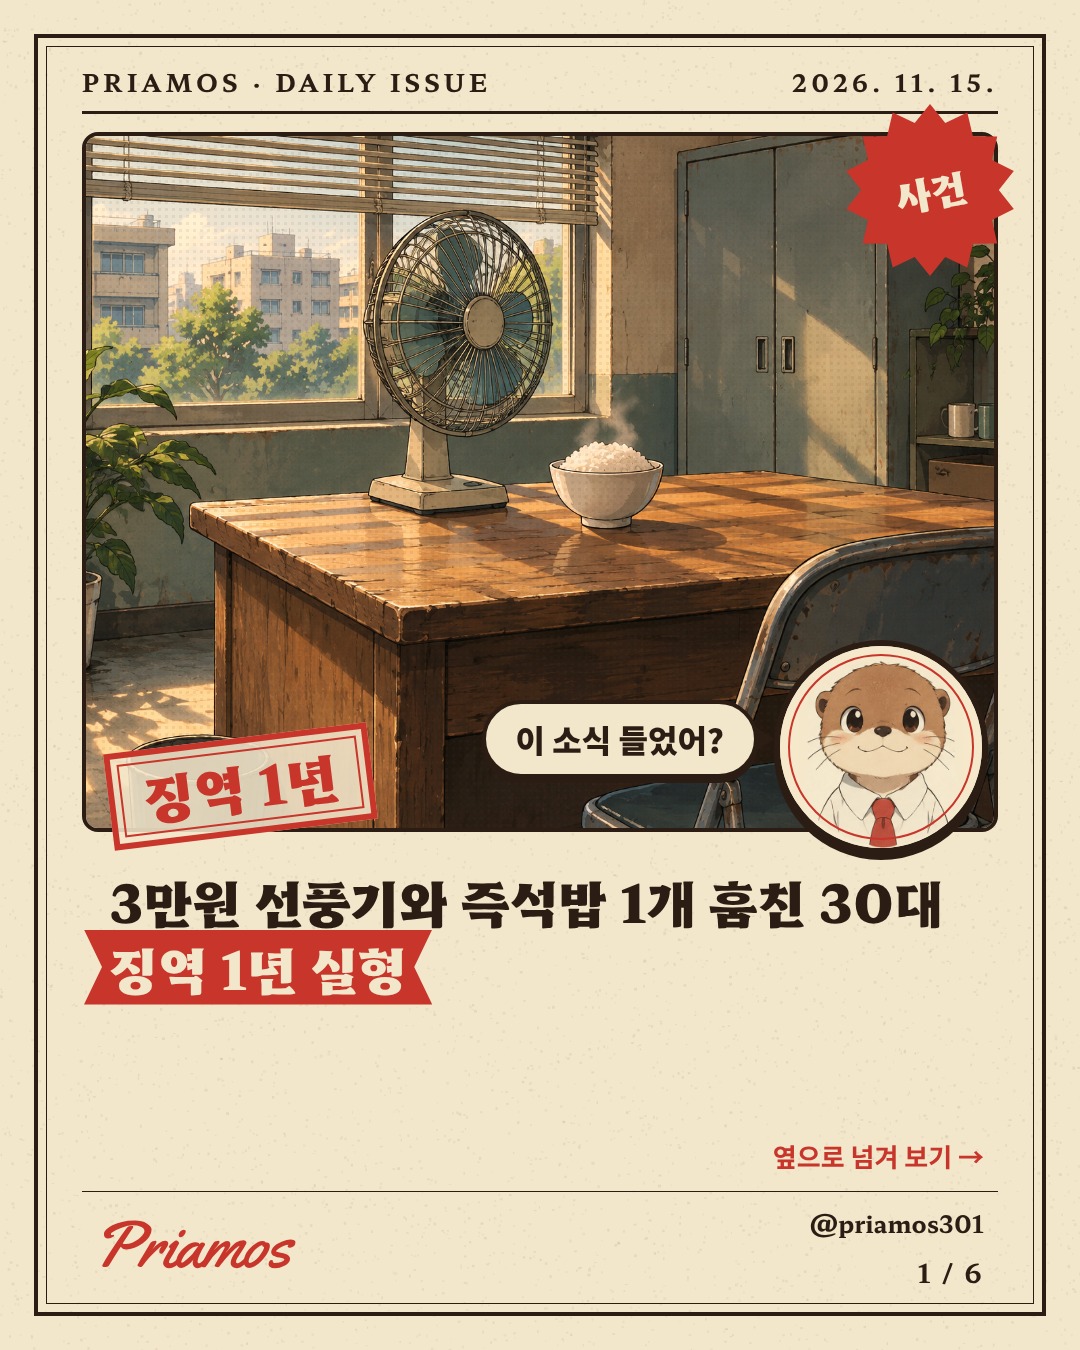 PRIAMOS · DAILY ISSUE
2026. 11. 15.
사건
이 소식 들었어?
징역 1년
3만원 선풍기와 즉석밥 1개 훔친 30대
징역 1년 실형
옆으로 넘겨 보기 →
Priamos
@priamos301
1 / 6